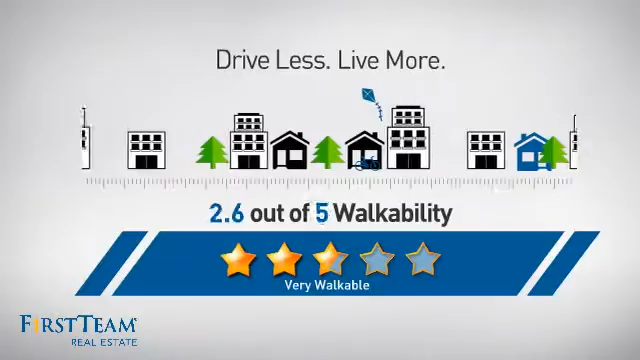 Drive Less. Live More.
2.6 out of 5 Walkability
Very Walkable
FIRSTTEAM®
REAL ESTATE